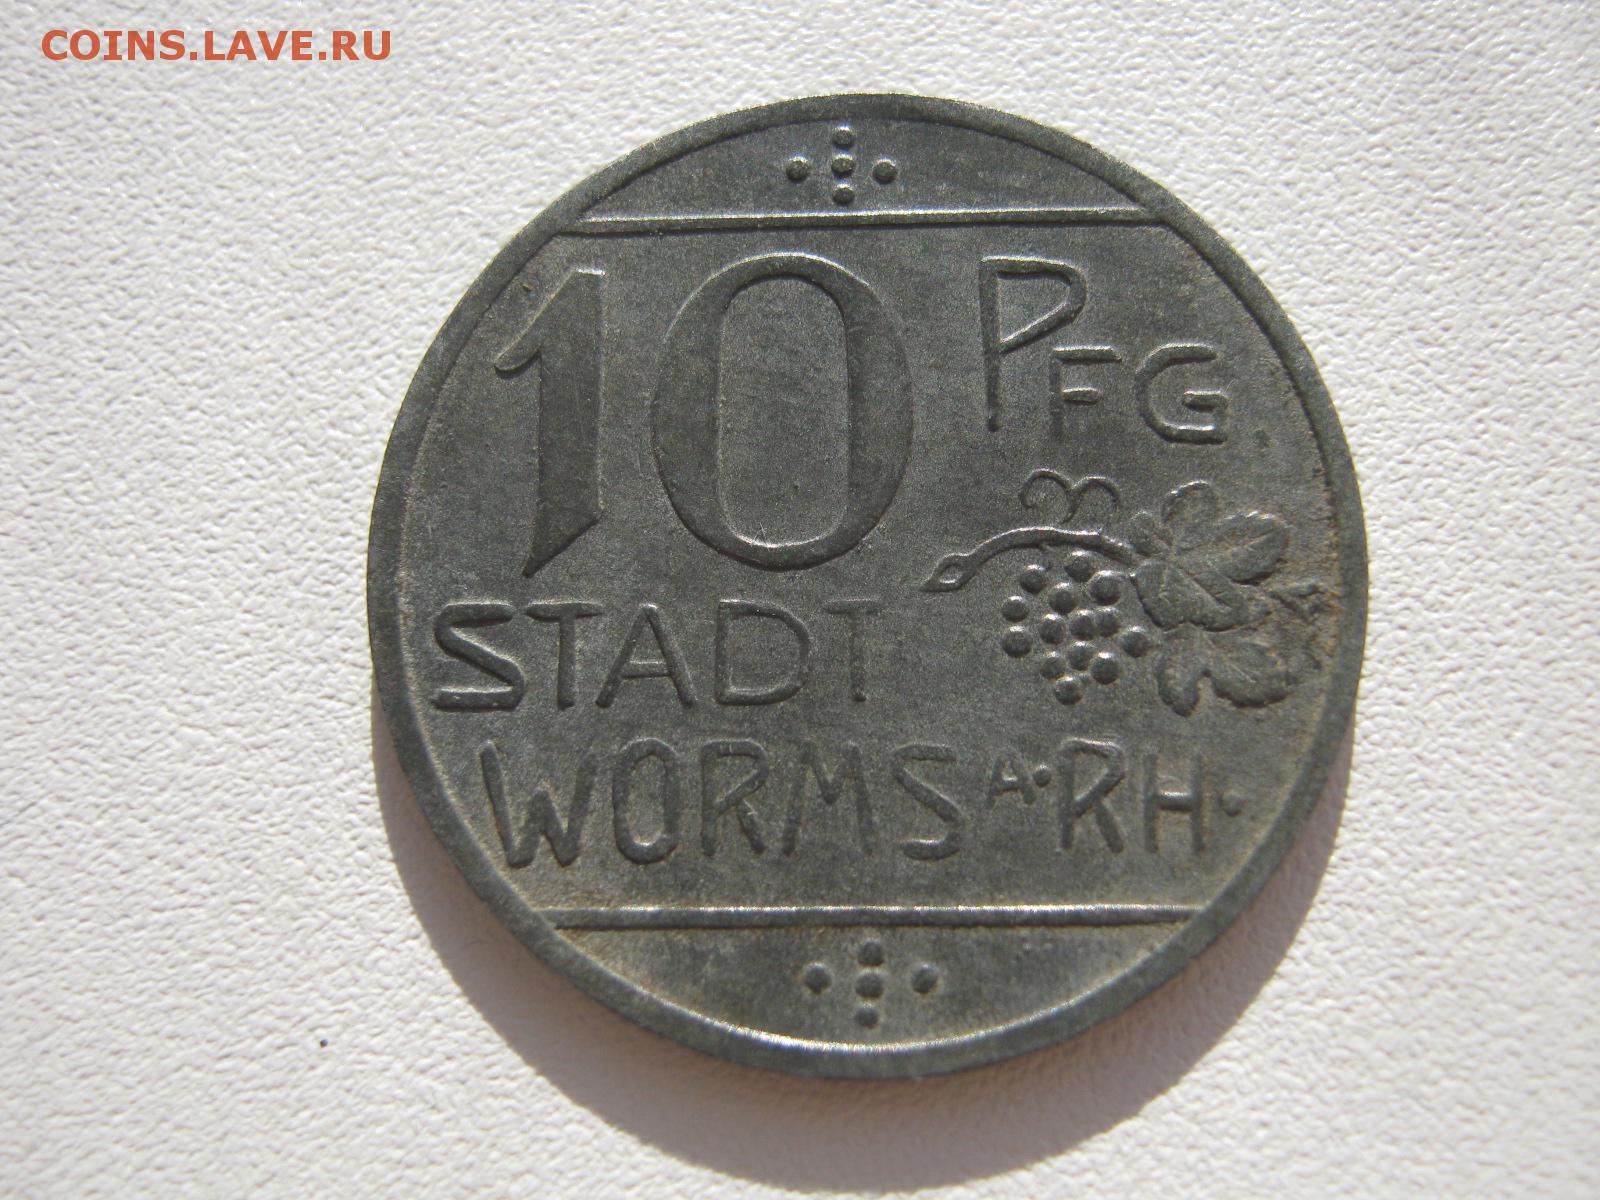 COINS.LAVE.RU
10 PFG
STADT
WORMS A·RH·